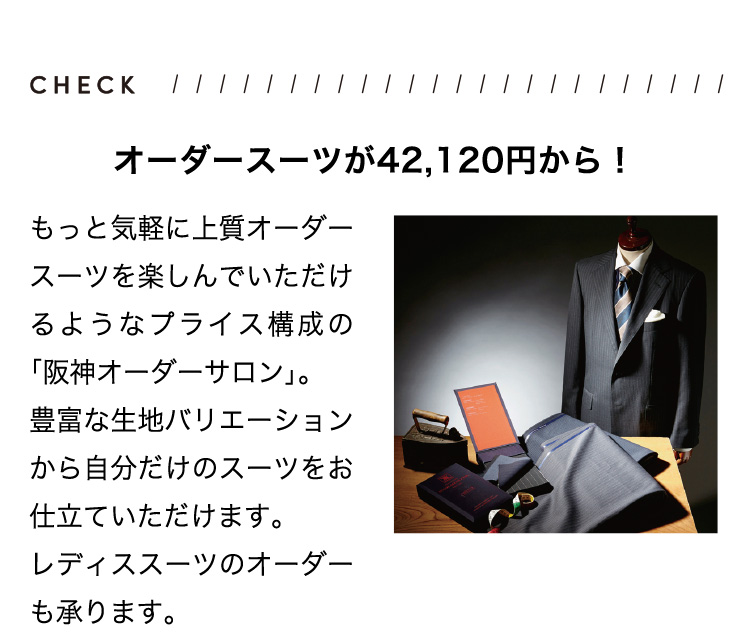 CHECK
オーダースーツが42,120円から！
もっと気軽に上質オーダー
スーツを楽しんでいただけ
るようなプライス構成の
「阪神オーダーサロン」。
豊富な生地バリエーション
から自分だけのスーツをお
仕立ていただけます。
レディススーツのオーダー
も承ります。